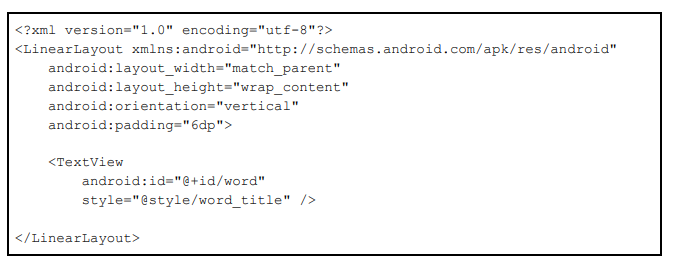 <?xml version="1.0" encoding="utf-8"?>
<LinearLayout xmlns:android="http://schemas.android.com/apk/res/android"
    android:layout_width="match_parent"
    android:layout_height="wrap_content"
    android:orientation="vertical"
    android:padding="6dp">

    <TextView
        android:id="@+id/word"
        style="@style/word_title" />

</LinearLayout>